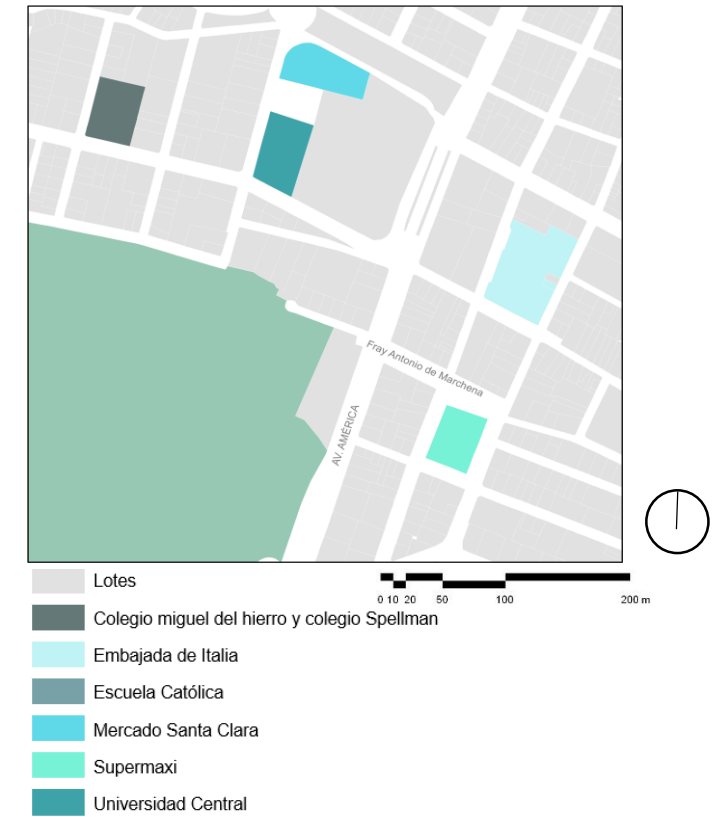 Fray Antonio de Marchena
AV. AMÉRICA
Lotes
0 10 20 50 100 200 m
Colegio miguel del hierro y colegio Spellman
Embajada de Italia
Escuela Católica
Mercado Santa Clara
Supermaxi
Universidad Central